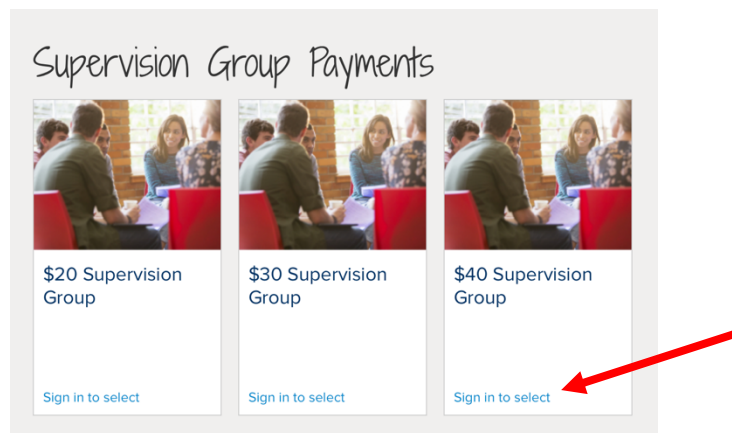 Supervision Group Payments
$20 Supervision
Group
$30 Supervision
Group
$40 Supervision
Group
Sign in to select
Sign in to select
Sign in to select